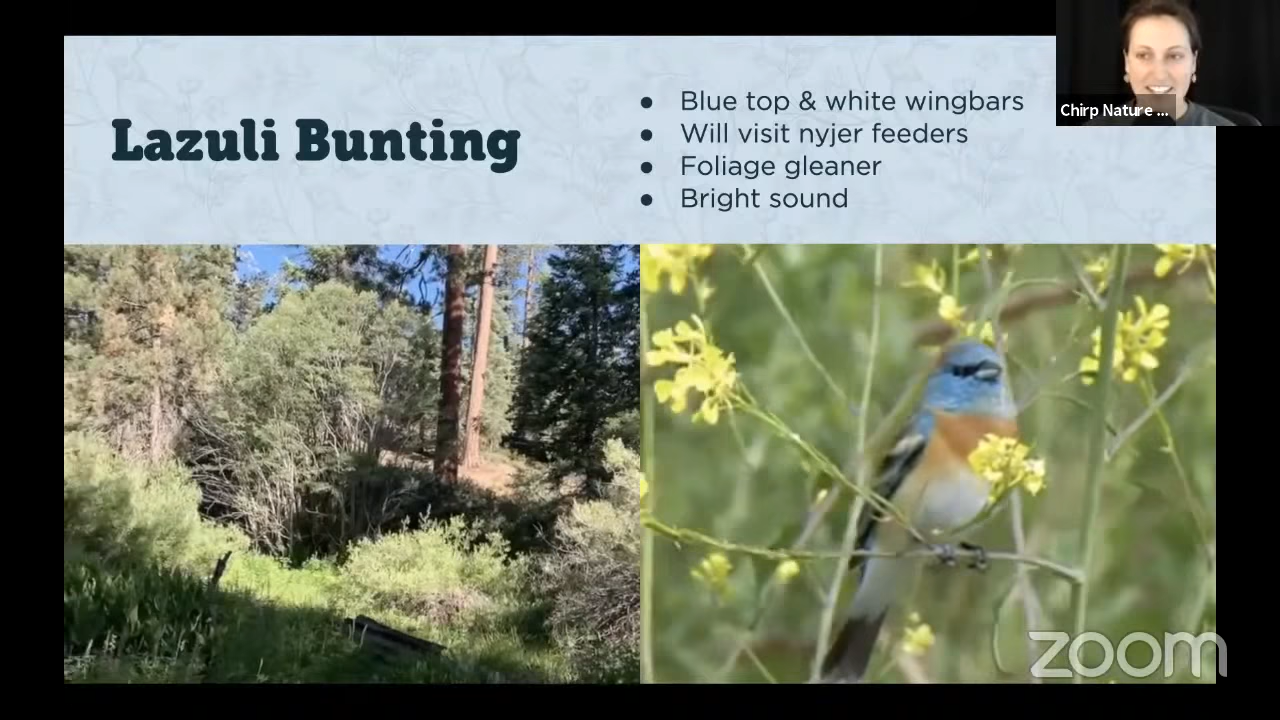 Lazuli Bunting
● Blue top & white wingbars
● Will visit nyjer feeders
● Foliage gleaner
● Bright sound
Chirp Nature ...
zoom